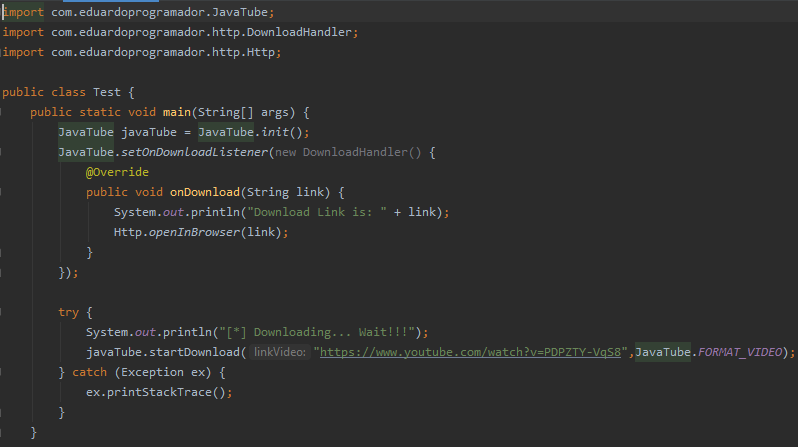 import com.eduardoprogramador.JavaTube;
import com.eduardoprogramador.http.DownloadHandler;
import com.eduardoprogramador.http.Http;
public class Test {
public static void main(String[] args) {
JavaTube javaTube = JavaTube.init();
JavaTube.setOnDownloadListener(new DownloadHandler() {
@Override
public void onDownload(String link) {
System.out.println("Download Link is: " + link);
Http.openInBrowser(link);
}
});
try {
System.out.println("[*] Downloading... Wait!!!");
javaTube.startDownload( linkVideo: "https://www.youtube.com/watch?v=PDPZTY-VqS8",JavaTube.FORMAT_VIDEO);
} catch (Exception ex) {
ex.printStackTrace();
}
}